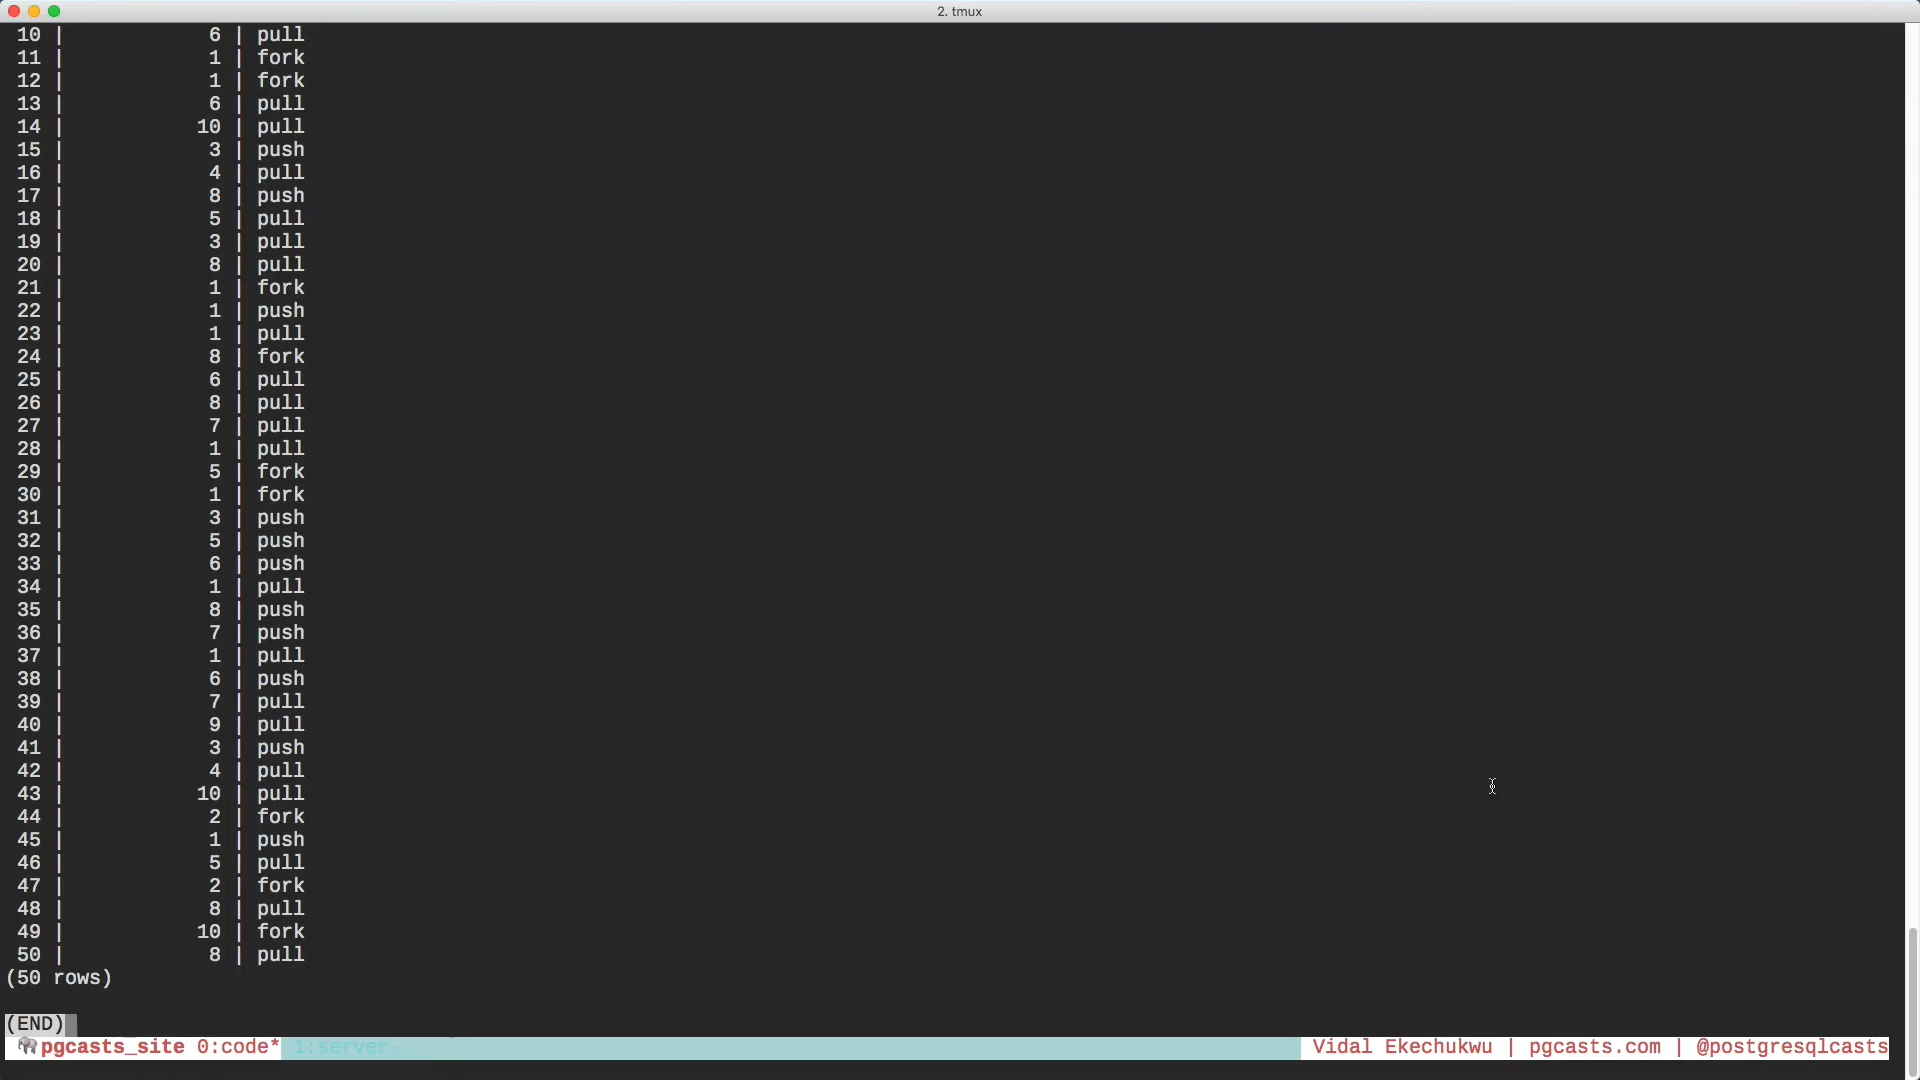 2. tmux
10 | 6 | pull
11 | 1 | fork
12 | 1 | fork
13 | 6 | pull
14 | 10 | pull
15 | 3 | push
16 | 4 | pull
17 | 8 | push
18 | 5 | pull
19 | 3 | pull
20 | 8 | pull
21 | 1 | fork
22 | 1 | push
23 | 1 | pull
24 | 8 | fork
25 | 6 | pull
26 | 8 | pull
27 | 7 | pull
28 | 1 | pull
29 | 5 | fork
30 | 1 | fork
31 | 3 | push
32 | 5 | push
33 | 6 | push
34 | 1 | pull
35 | 8 | push
36 | 7 | push
37 | 1 | pull
38 | 6 | push
39 | 7 | pull
40 | 9 | pull
41 | 3 | push
42 | 4 | pull
43 | 10 | pull
44 | 2 | fork
45 | 1 | push
46 | 5 | pull
47 | 2 | fork
48 | 8 | pull
49 | 10 | fork
50 | 8 | pull
(50 rows)
(END)
pgcasts_site 0:code* 1:server- Vidal Ekechukwu | pgcasts.com | @postgresqlcasts